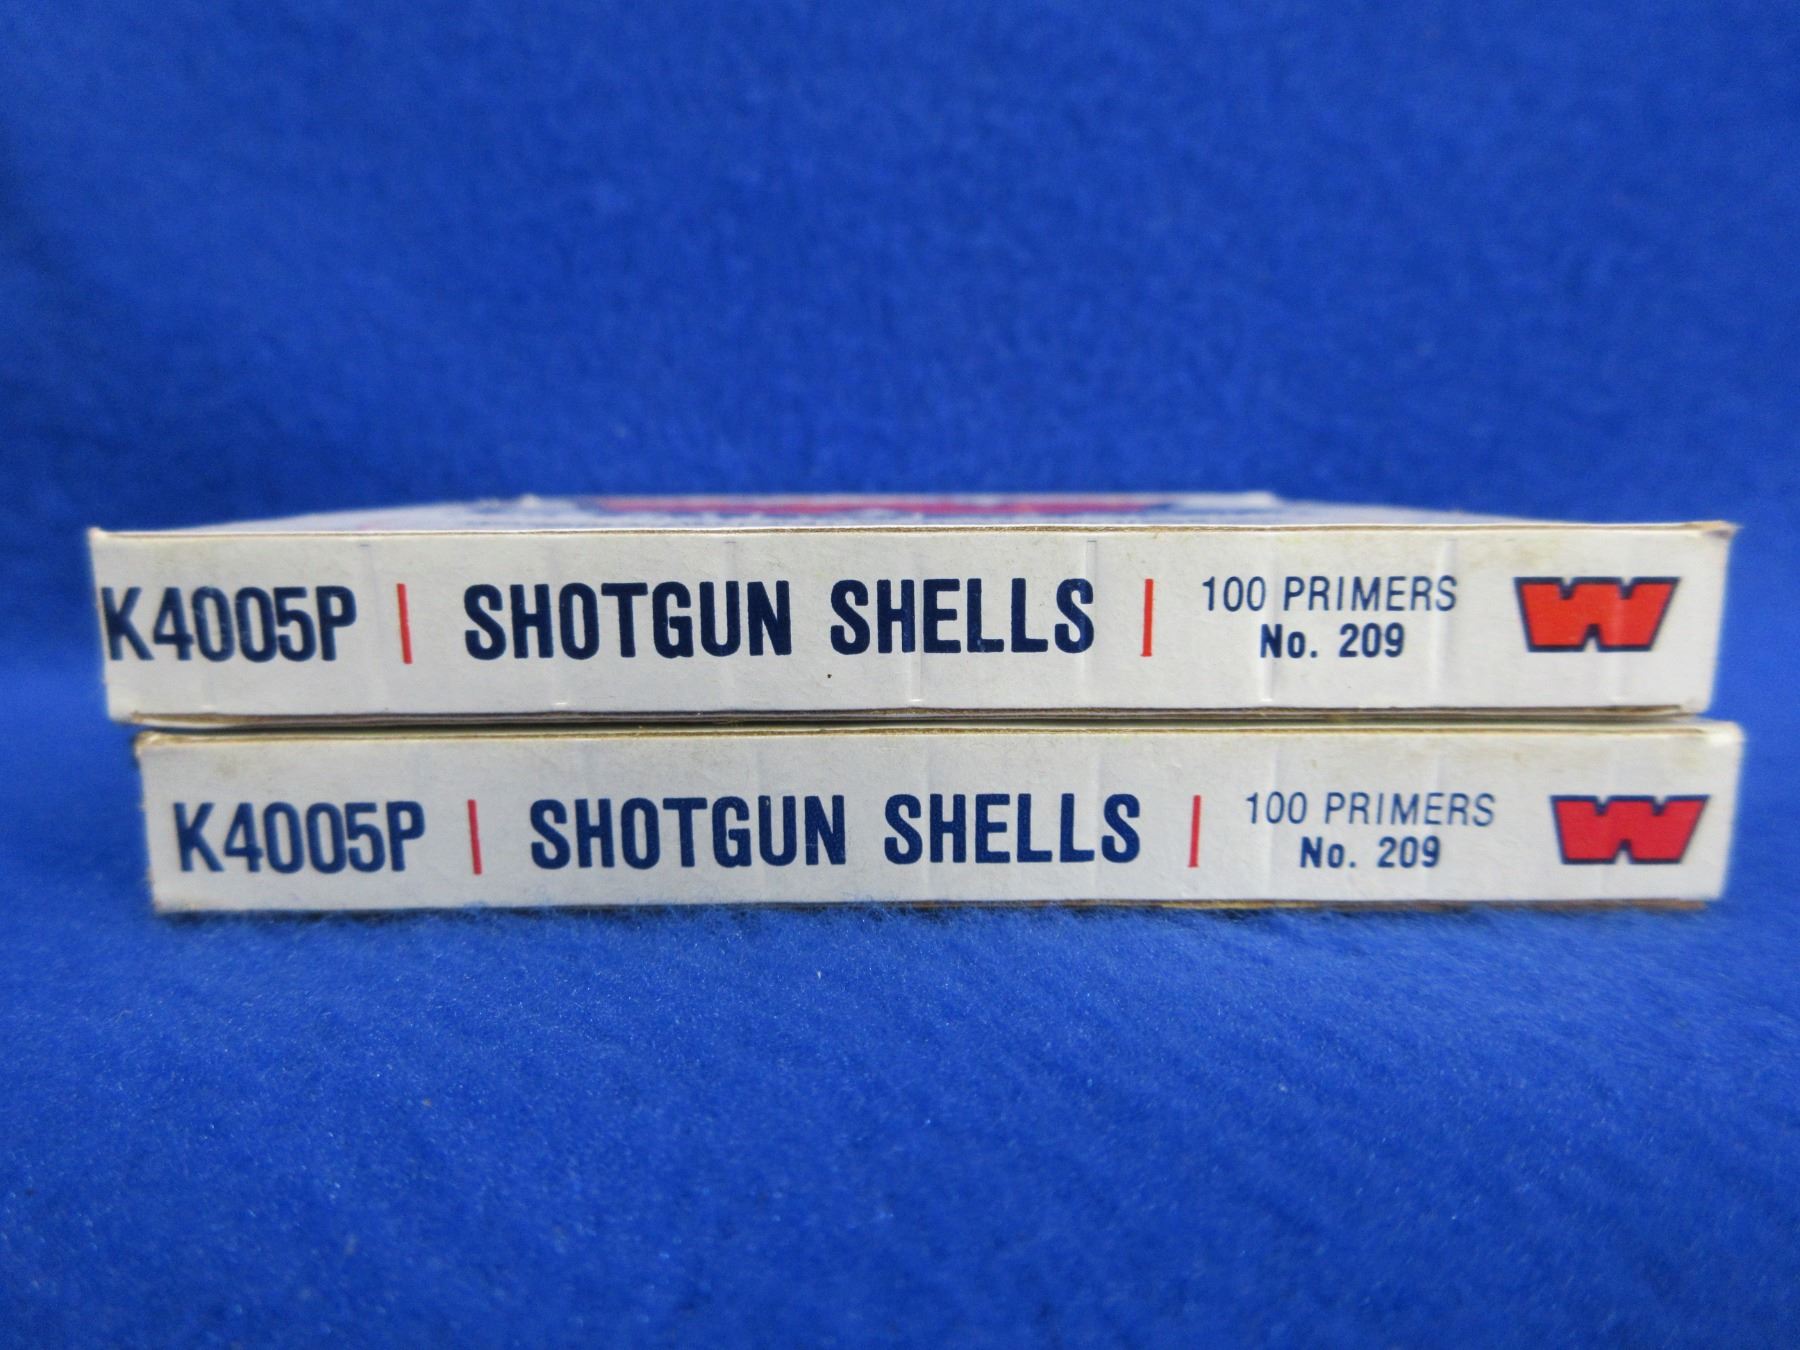 K4005P | SHOTGUN SHELLS | 100 PRIMERS
No. 209
W
K4005P | SHOTGUN SHELLS | 100 PRIMERS
No. 209
W